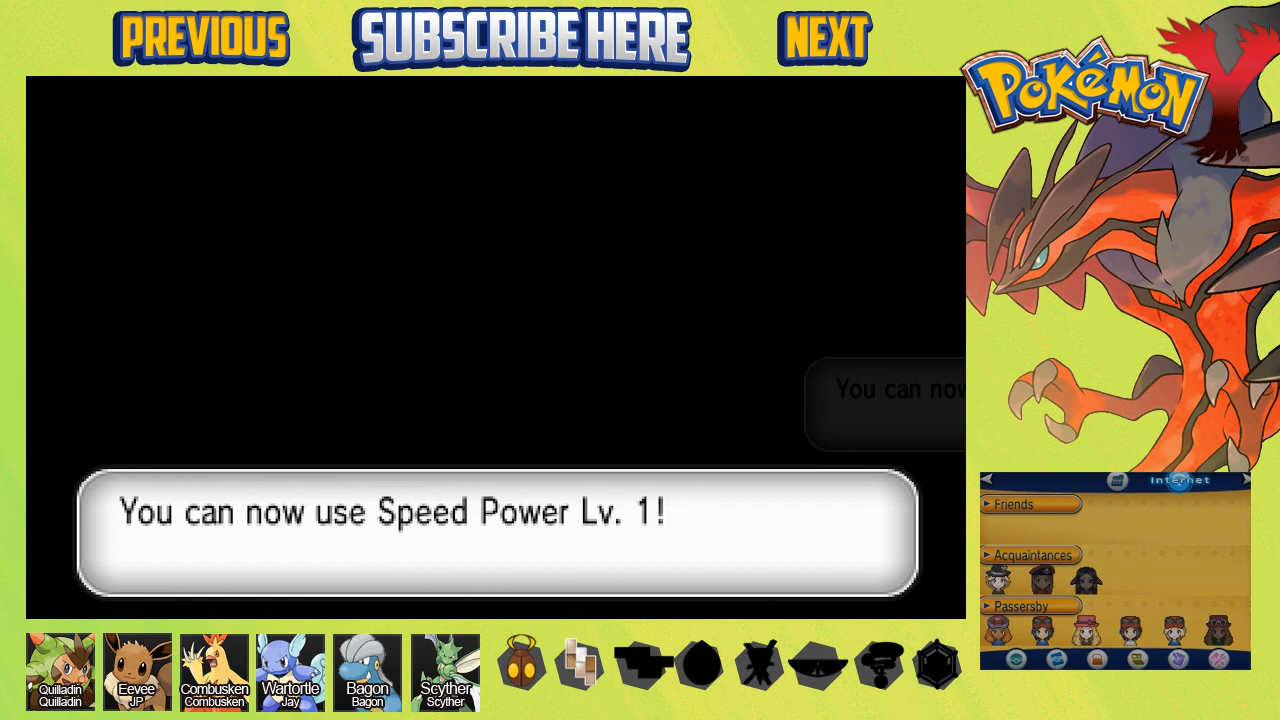 PREVIOUS
SUBSCRIBE HERE
NEXT
POKéMON
You can now
You can now use Speed Power Lv. 1!
Internet
Friends
Acquaintances
Passersby
Quilladin
Quilladin
Eevee
JP
Combusken
Combusken
Wartortle
Jay
Bagon
Bagon
Scyther
Scyther